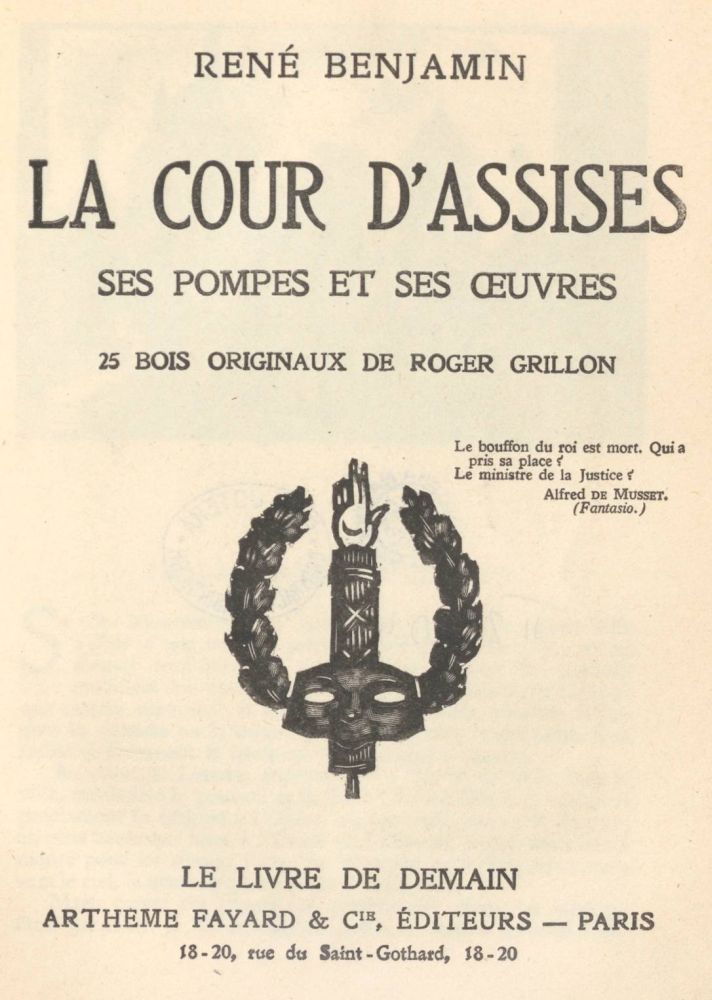 RENÉ BENJAMIN
LA COUR D'ASSISES
SES POMPES ET SES ŒUVRES
25 BOIS ORIGINAUX DE ROGER GRILLON
Le bouffon du roi est mort. Qui a
pris sa place ?
Le ministre de la Justice ?
Alfred DE MUSSET.
(Fantasio.)
LE LIVRE DE DEMAIN
ARTHÈME FAYARD & CIE, ÉDITEURS — PARIS
18-20, rue du Saint-Gothard, 18-20